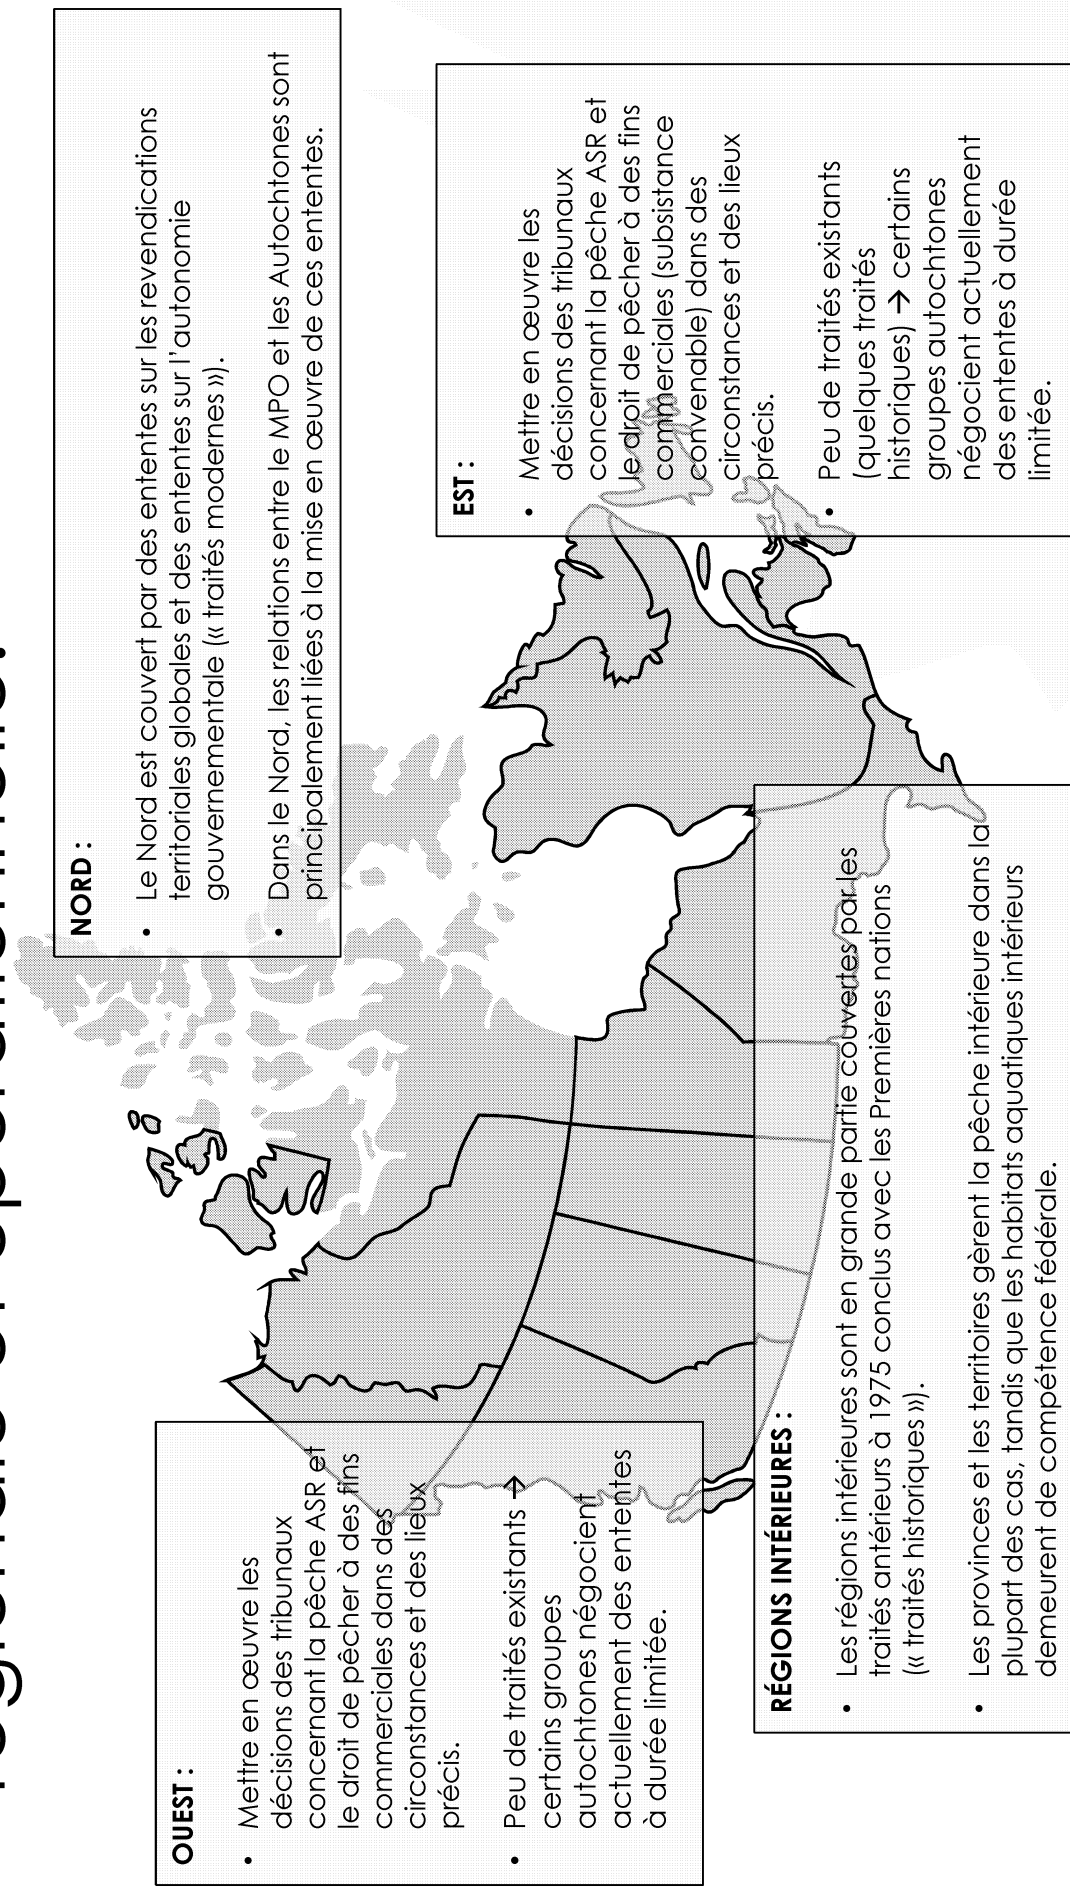 NORD :
• Le Nord est couvert par des ententes sur les revendications
territoriales globales et des ententes sur l'autonomie
gouvernementale (« traités modernes »).
• Dans le Nord, les relations entre le MPO et les Autochtones sont
principalement liées à la mise en œuvre de ces ententes.
OUEST :
• Mettre en œuvre les
décisions des tribunaux
concernant la pêche ASR et
le droit de pêcher à des fins
commerciales dans des
circonstances et des lieux
précis.
• Peu de traités existants →
certains groupes
autochtones négocient
actuellement des ententes
à durée limitée.
EST :
• Mettre en œuvre les
décisions des tribunaux
concernant la pêche ASR et
le droit de pêcher à des fins
commerciales (subsistance
convenable) dans des
circonstances et des lieux
précis.
• Peu de traités existants
(quelques traités
historiques) → certains
groupes autochtones
négocient actuellement
des ententes à durée
limitée.
RÉGIONS INTÉRIEURES :
• Les régions intérieures sont en grande partie couvertes par les
traités antérieurs à 1975 conclus avec les Premières nations
(« traités historiques »).
• Les provinces et les territoires gèrent la pêche intérieure dans la
plupart des cas, tandis que les habitats aquatiques intérieurs
demeurent de compétence fédérale.